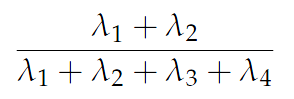 λ₁ + λ₂
λ₁ + λ₂ + λ₃ + λ₄